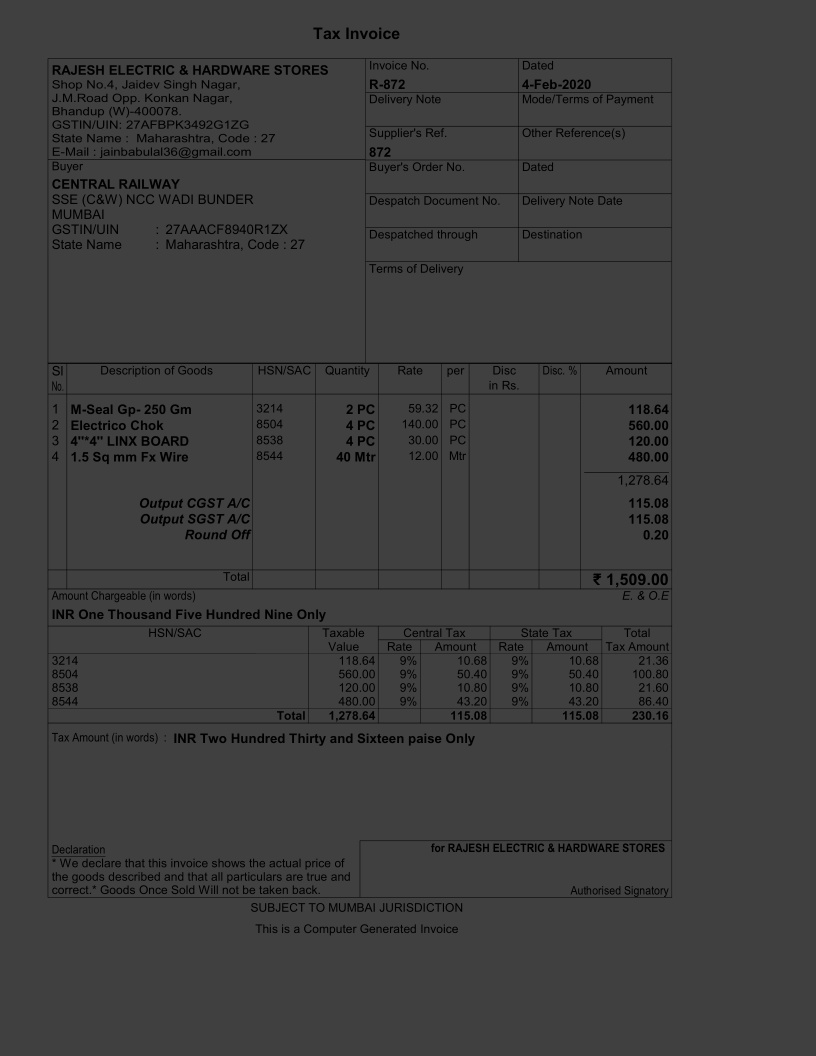 Tax Invoice
RAJESH ELECTRIC & HARDWARE STORES
Shop No.4, Jaidev Singh Nagar,
J.M.Road Opp. Konkan Nagar,
Bhandup (W)-400078.
GSTIN/UIN: 27AFBPK3492G1ZG
State Name : Maharashtra, Code : 27
E-Mail : jainbabulal36@gmail.com
Invoice No. Dated
R-872 4-Feb-2020
Delivery Note Mode/Terms of Payment
Supplier's Ref. Other Reference(s)
872
Buyer
CENTRAL RAILWAY
SSE (C&W) NCC WADI BUNDER
MUMBAI
GSTIN/UIN : 27AAACF8940R1ZX
State Name : Maharashtra, Code : 27
Buyer's Order No. Dated
Despatch Document No. Delivery Note Date
Despatched through Destination
Terms of Delivery
Sl No. Description of Goods HSN/SAC Quantity Rate per Disc in Rs. Disc. % Amount
1 M-Seal Gp- 250 Gm 3214 2 PC 59.32 PC 118.64
2 Electrico Chok 8504 4 PC 140.00 PC 560.00
3 4"*4" LINX BOARD 8538 4 PC 30.00 PC 120.00
4 1.5 Sq mm Fx Wire 8544 40 Mtr 12.00 Mtr 480.00
1,278.64
Output CGST A/C 115.08
Output SGST A/C 115.08
Round Off 0.20
Total ₹ 1,509.00
Amount Chargeable (in words) E. & O.E
INR One Thousand Five Hundred Nine Only
HSN/SAC Taxable Central Tax State Tax Total
Value Rate Amount Rate Amount Tax Amount
3214 118.64 9% 10.68 9% 10.68 21.36
8504 560.00 9% 50.40 9% 50.40 100.80
8538 120.00 9% 10.80 9% 10.80 21.60
8544 480.00 9% 43.20 9% 43.20 86.40
Total 1,278.64 115.08 115.08 230.16
Tax Amount (in words) : INR Two Hundred Thirty and Sixteen paise Only
Declaration
* We declare that this invoice shows the actual price of
the goods described and that all particulars are true and
correct.* Goods Once Sold Will not be taken back.
for RAJESH ELECTRIC & HARDWARE STORES
Authorised Signatory
SUBJECT TO MUMBAI JURISDICTION
This is a Computer Generated Invoice